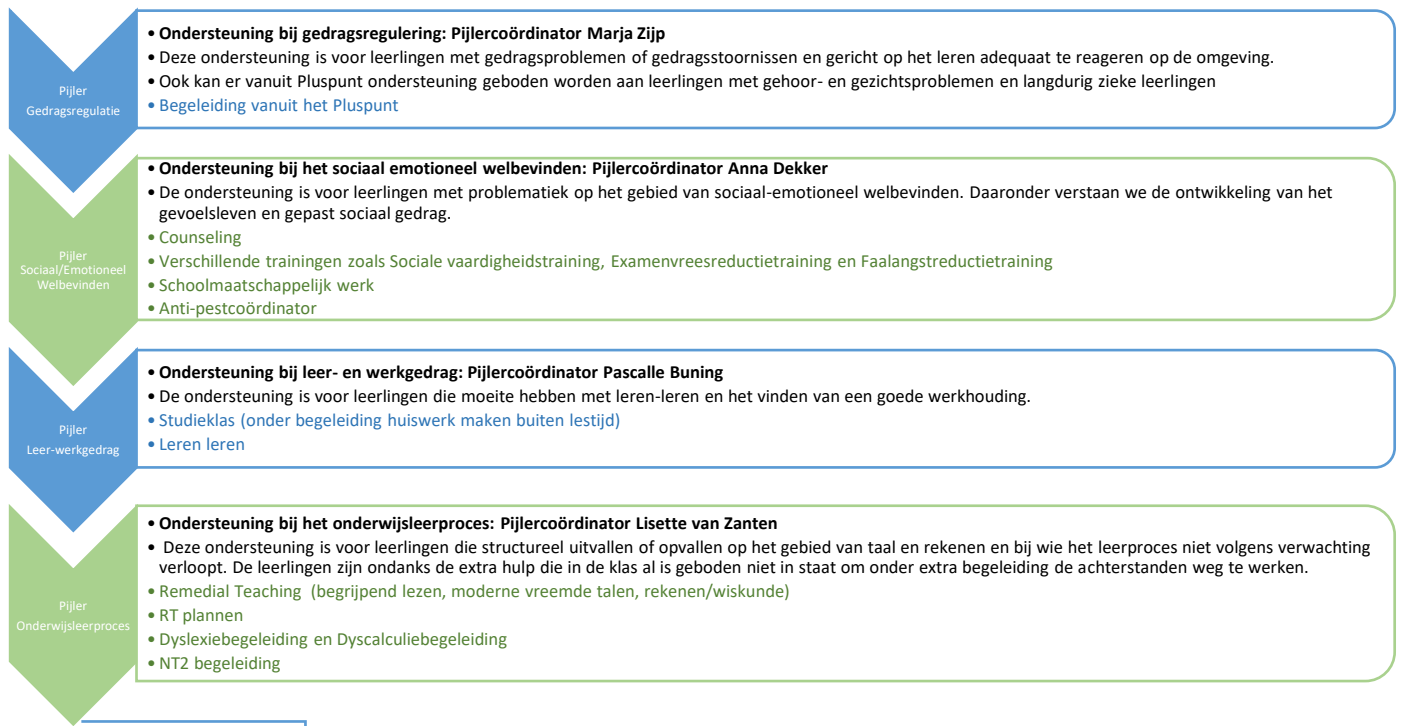 Pijler
Gedragsregulatie
• Ondersteuning bij gedragsregulering: Pijlercoördinator Marja Zijp
• Deze ondersteuning is voor leerlingen met gedragsproblemen of gedragsstoornissen en gericht op het leren adequaat te reageren op de omgeving.
• Ook kan er vanuit Pluspunt ondersteuning geboden worden aan leerlingen met gehoor- en gezichtsproblemen en langdurig zieke leerlingen
• Begeleiding vanuit het Pluspunt
Pijler
Sociaal/Emotioneel
Welbevinden
• Ondersteuning bij het sociaal emotioneel welbevinden: Pijlercoördinator Anna Dekker
• De ondersteuning is voor leerlingen met problematiek op het gebied van sociaal-emotioneel welbevinden. Daaronder verstaan we de ontwikkeling van het
gevoelsleven en gepast sociaal gedrag.
• Counseling
• Verschillende trainingen zoals Sociale vaardigheidstraining, Examenvreesreductietraining en Faalangstreductietraining
• Schoolmaatschappelijk werk
• Anti-pestcoördinator
Pijler
Leer-werkgedrag
• Ondersteuning bij leer- en werkgedrag: Pijlercoördinator Pascalle Buning
• De ondersteuning is voor leerlingen die moeite hebben met leren-leren en het vinden van een goede werkhouding.
• Studieklas (onder begeleiding huiswerk maken buiten lestijd)
• Leren leren
Pijler
Onderwijsleerproces
• Ondersteuning bij het onderwijsleerproces: Pijlercoördinator Lisette van Zanten
• Deze ondersteuning is voor leerlingen die structureel uitvallen of opvallen op het gebied van taal en rekenen en bij wie het leerproces niet volgens verwachting
verloopt. De leerlingen zijn ondanks de extra hulp die in de klas al is geboden niet in staat om onder extra begeleiding de achterstanden weg te werken.
• Remedial Teaching (begrijpend lezen, moderne vreemde talen, rekenen/wiskunde)
• RT plannen
• Dyslexiebegeleiding en Dyscalculiebegeleiding
• NT2 begeleiding